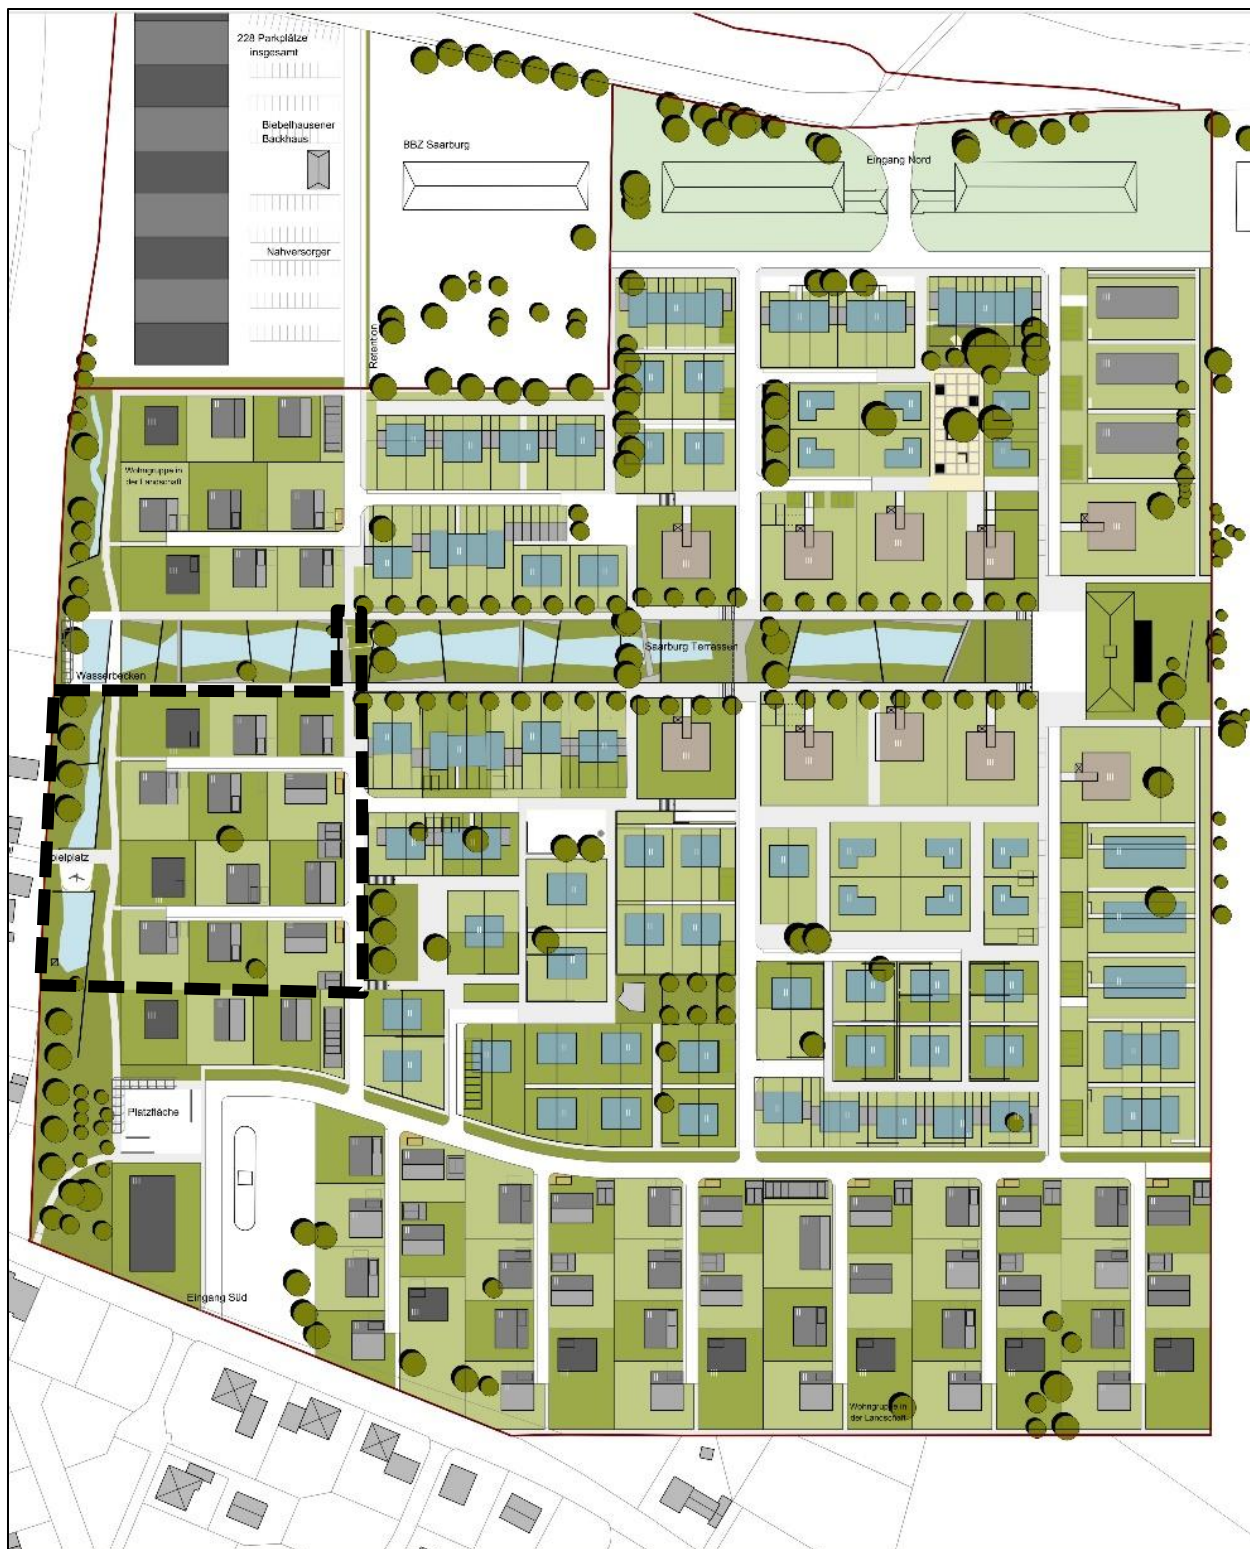 228 Parkplätze
insgesamt
Biebelhausener
Backhaus
BBZ Saarburg
Eingang Nord
Nahversorger
Retention
Wohngruppe in
der Landschaft
Saarburg Terrassen
Wasserbecken
pielplatz
Platzfläche
Eingang Süd
Wohngruppe in
der Landschaft